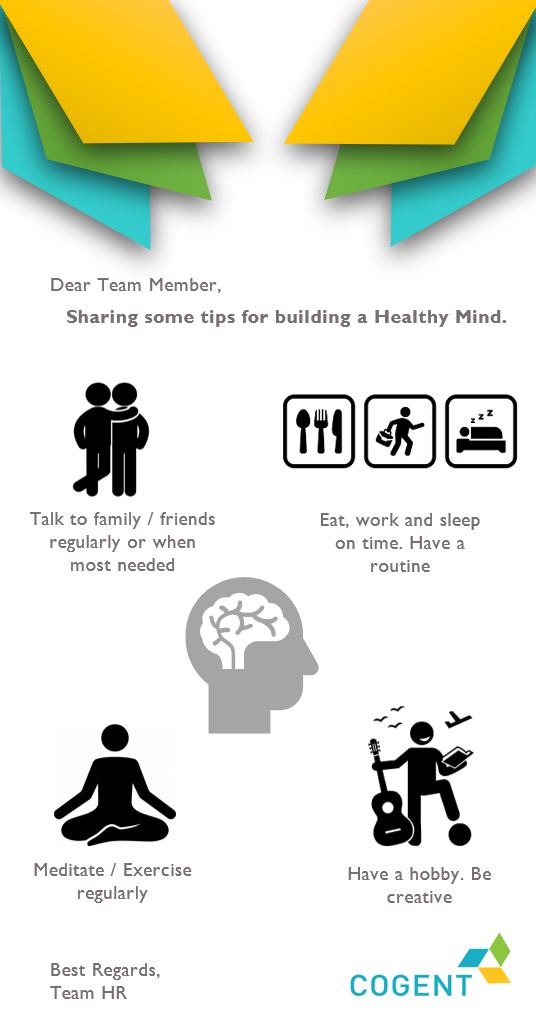 Dear Team Member,
Sharing some tips for building a Healthy Mind.
Talk to family / friends
regularly or when
most needed
Eat, work and sleep
on time. Have a
routine
z z z
Meditate / Exercise
regularly
Have a hobby. Be
creative
Best Regards,
Team HR
COGENT